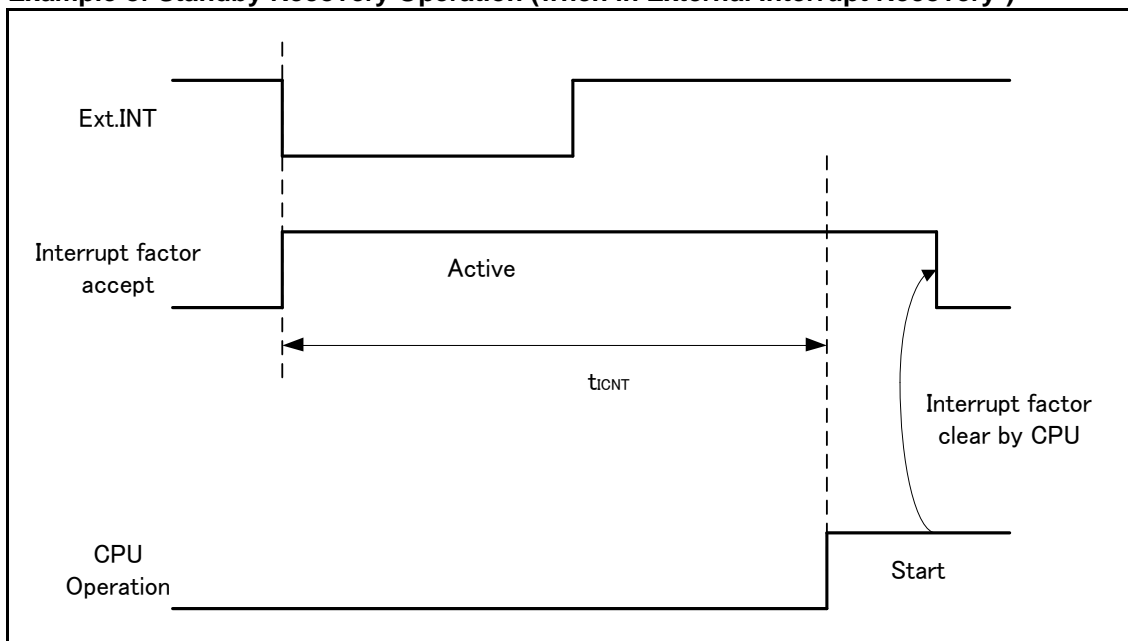 Example of Standby Recovery Operation (when in External Interrupt Recovery*)
Ext.INT
Interrupt factor
accept
Active
tICNT
Interrupt factor
clear by CPU
CPU
Operation
Start